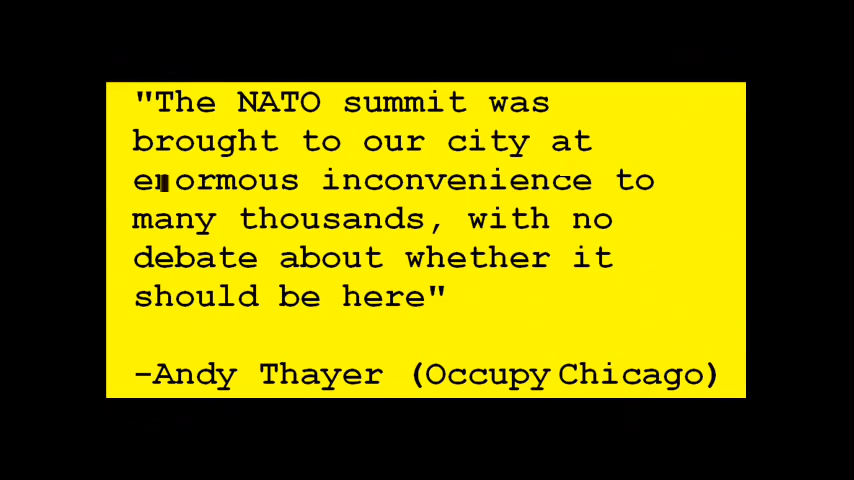 "The NATO summit was
brought to our city at
enormous inconvenience to
many thousands, with no
debate about whether it
should be here"
-Andy Thayer (Occupy Chicago)